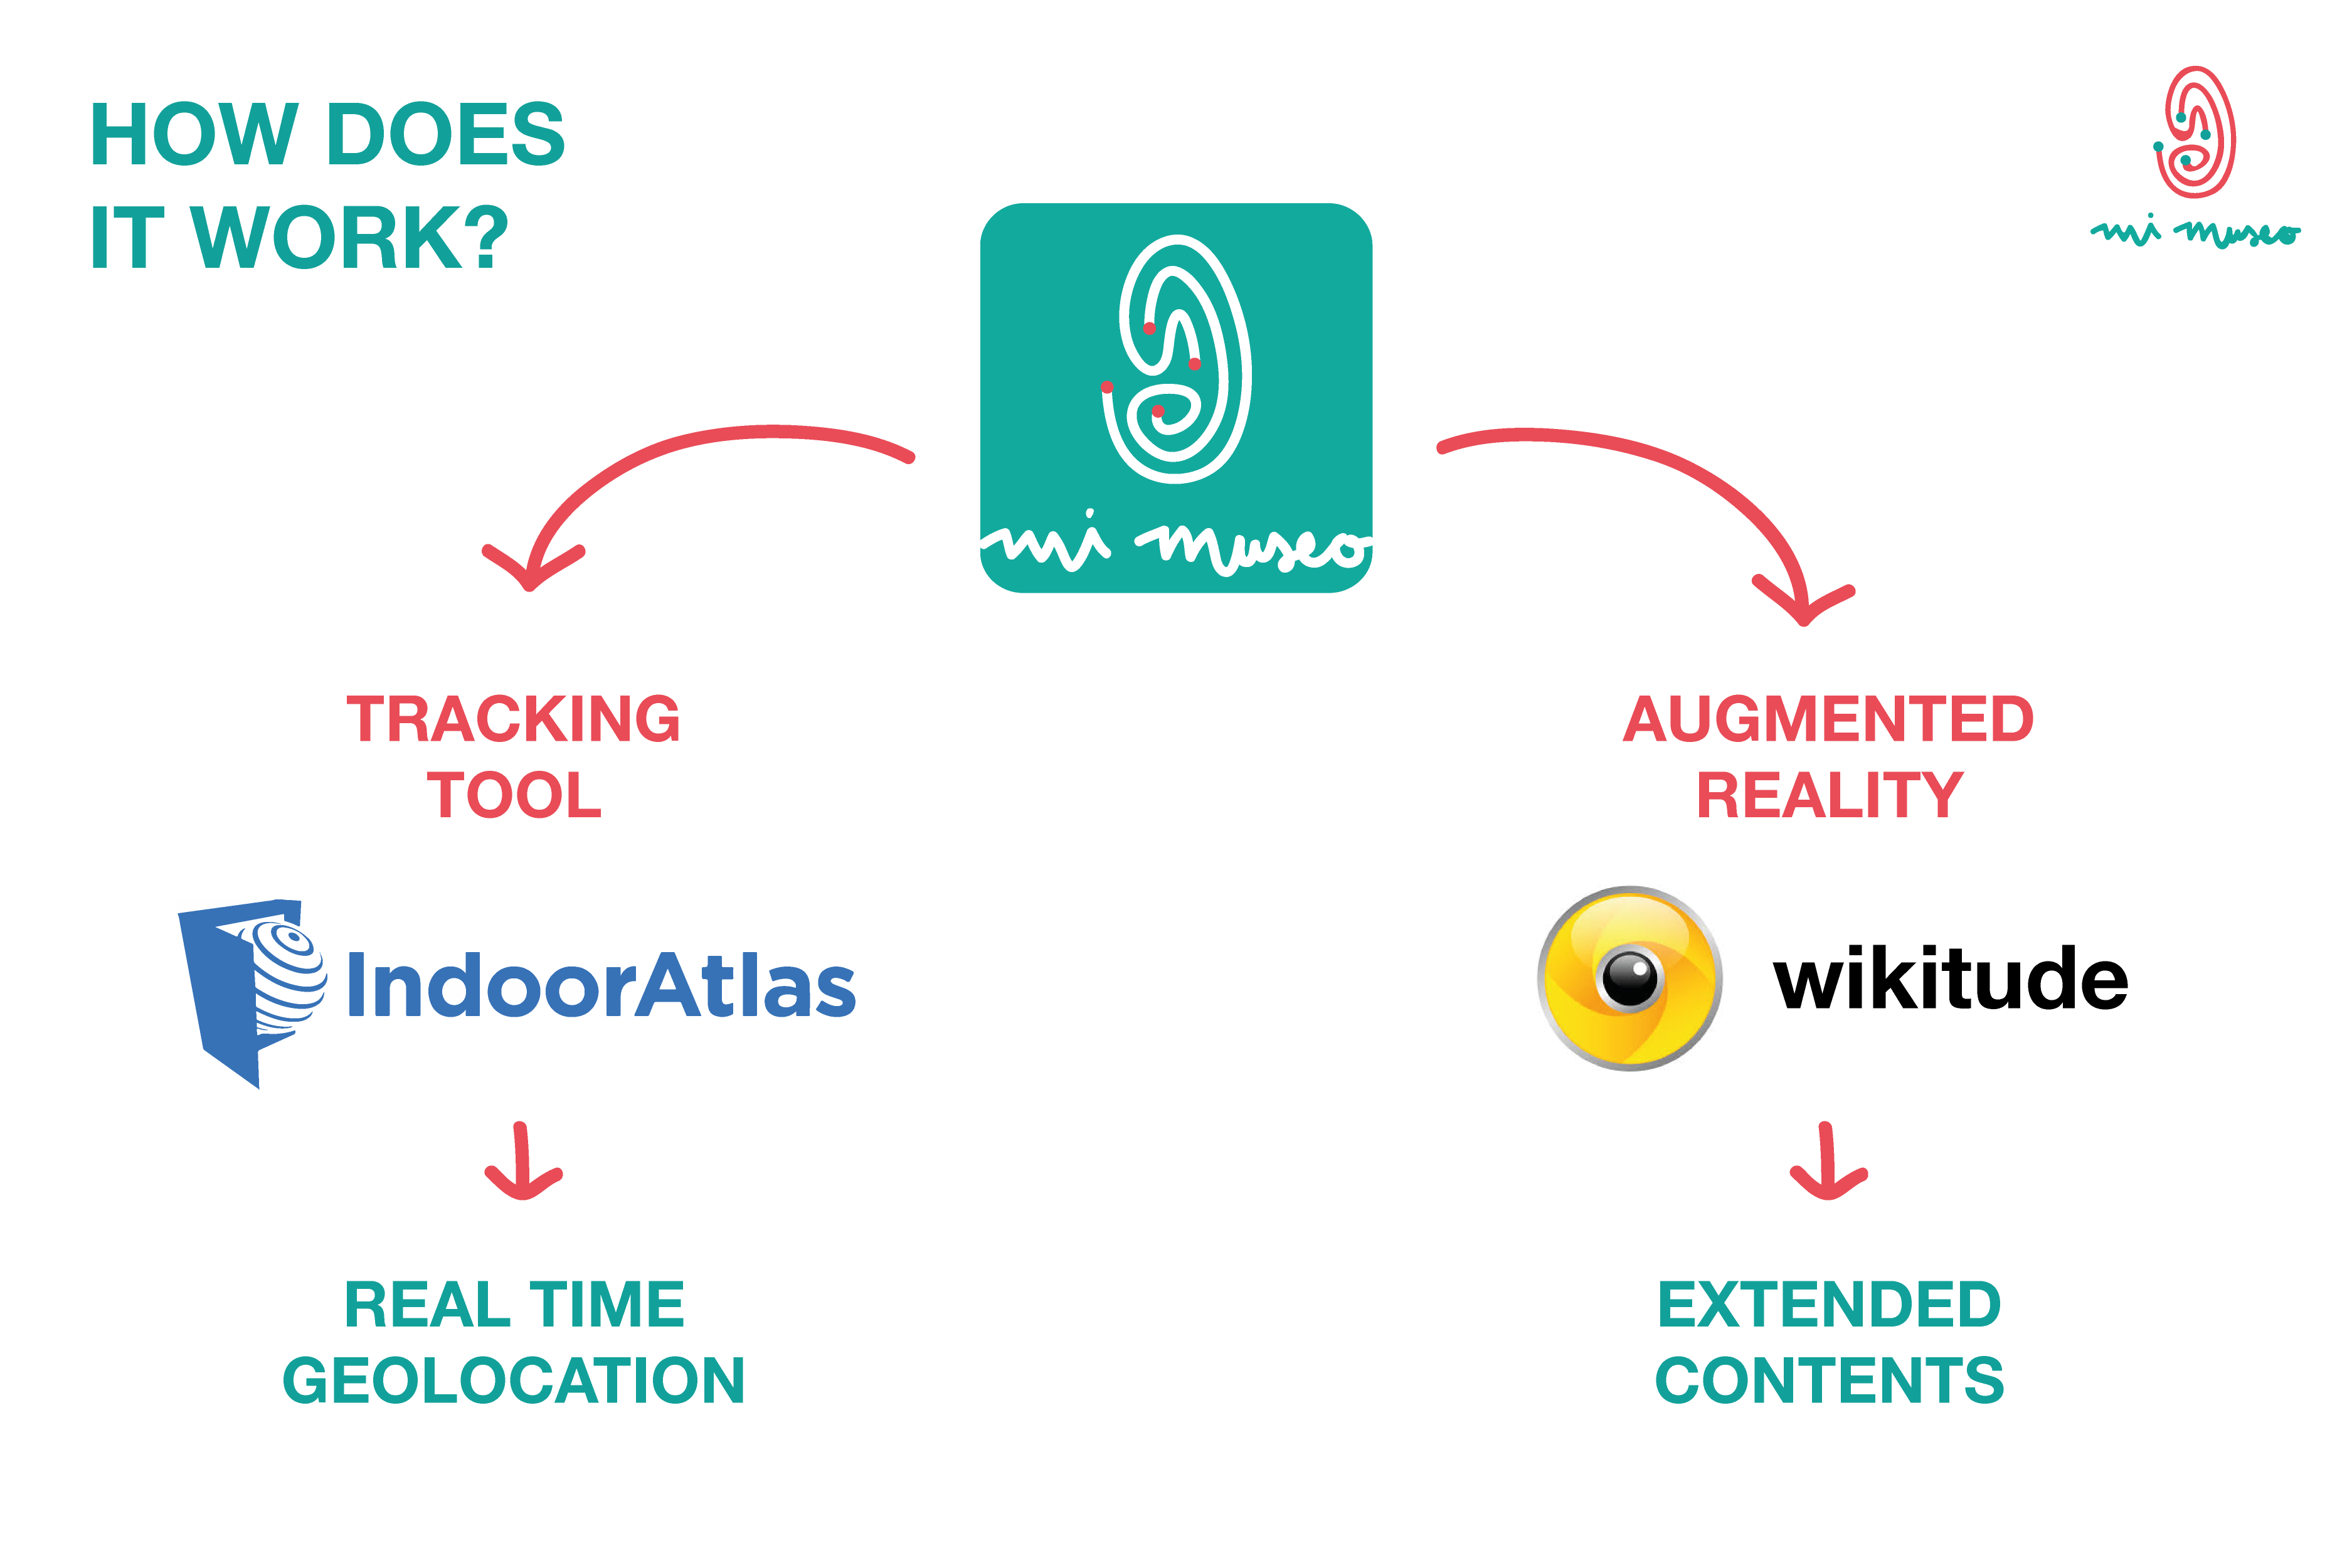 HOW DOES
IT WORK?
mi museo
mi museo
TRACKING
TOOL
AUGMENTED
REALITY
IndoorAtlas
wikitude
REAL TIME
GEOLOCATION
EXTENDED
CONTENTS